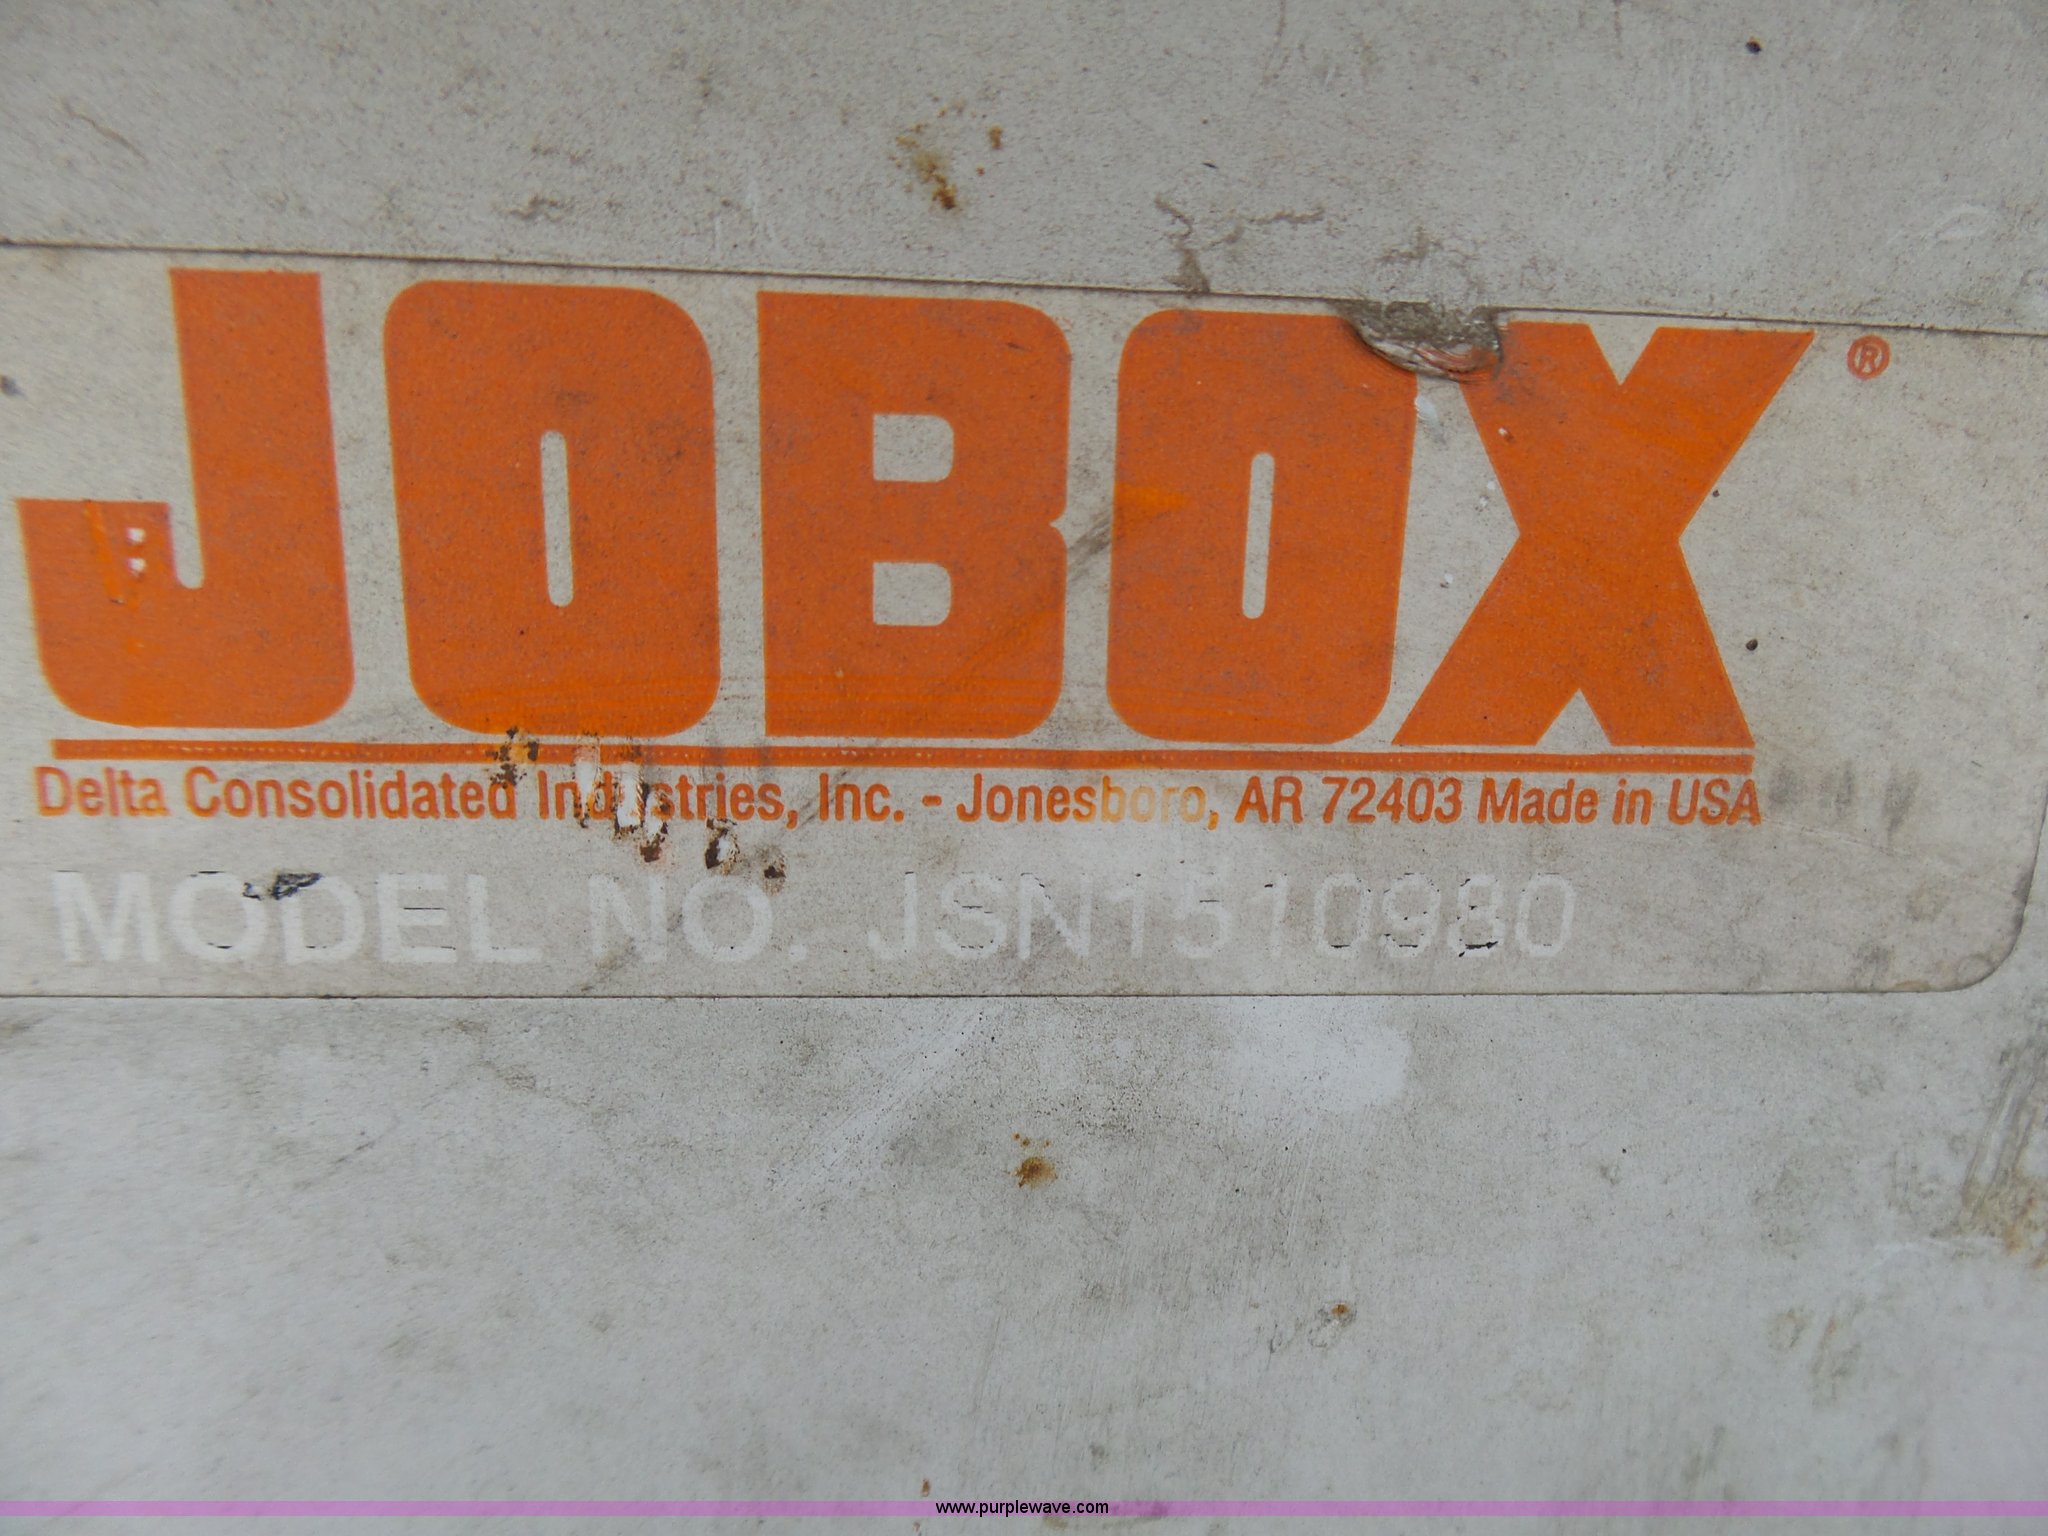 JOBOX®
Delta Consolidated Industries, Inc. - Jonesboro, AR 72403 Made in USA
MODEL NO. JSN1510980
www.purplewave.com